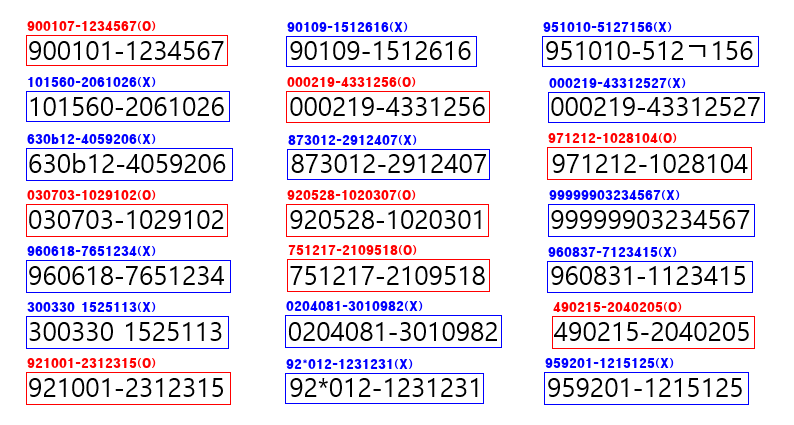 900107-1234567(O)
900101-1234567
101560-2061026(X)
101560-2061026
630b12-4059206(X)
630b12-4059206
030703-1029102(O)
030703-1029102
960618-7651234(X)
960618-7651234
300330 1525113(X)
300330 1525113
921001-2312315(O)
921001-2312315
90109-1512616(X)
90109-1512616
000219-4331256(O)
000219-4331256
873012-2912407(X)
873012-2912407
920528-1020307(O)
920528-1020301
751217-2109518(O)
751217-2109518
0204081-3010982(X)
0204081-3010982
92*012-1231231(X)
92*012-1231231
951010-5127156(X)
951010-512ㄱ156
000219-43312527(X)
000219-43312527
971212-1028104(O)
971212-1028104
99999903234567(X)
99999903234567
960837-7123415(X)
960831-1123415
490215-2040205(O)
490215-2040205
959201-1215125(X)
959201-1215125